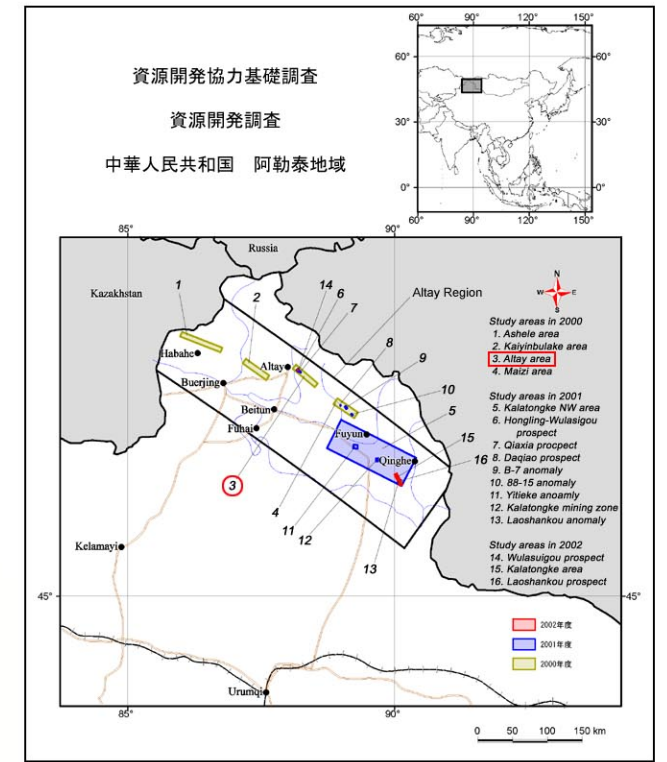 資源開発協力基礎調査
資源開発調査
中華人民共和国　阿勒泰地域
60° 90° 120° 150°
60° 60°
30° 30°
0° 0°
60° 90° 120° 150°
85° 90°
Russia
Kazakhstan
Altay Region
N
W E
S
1 2 14 6 7 8 9 10 5 15 16
Habahe
Altay
Buerjing
Beitun
Fuhai
Fuyun
Qinghe
3 4 11 12 13
Kelamayi
45° 45°
Urumqi
85° 90°
Study areas in 2000
1. Ashele area
2. Kaiyinbulake area
3. Altay area
4. Maizi area
Study areas in 2001
5. Kalatongke NW area
6. Hongling-Wulasigou
prospect
7. Qiaxia procpect
8. Daqiao prospect
9. B-7 anomaly
10. 88-15 anomaly
11. Yitieke anoamly
12. Kalatongke mining zone
13. Laoshankou anomaly
Study areas in 2002
14. Wulasuigou prospect
15. Kalatongke area
16. Laoshankou prospect
2002年度
2001年度
2000年度
0 50 100 150 km